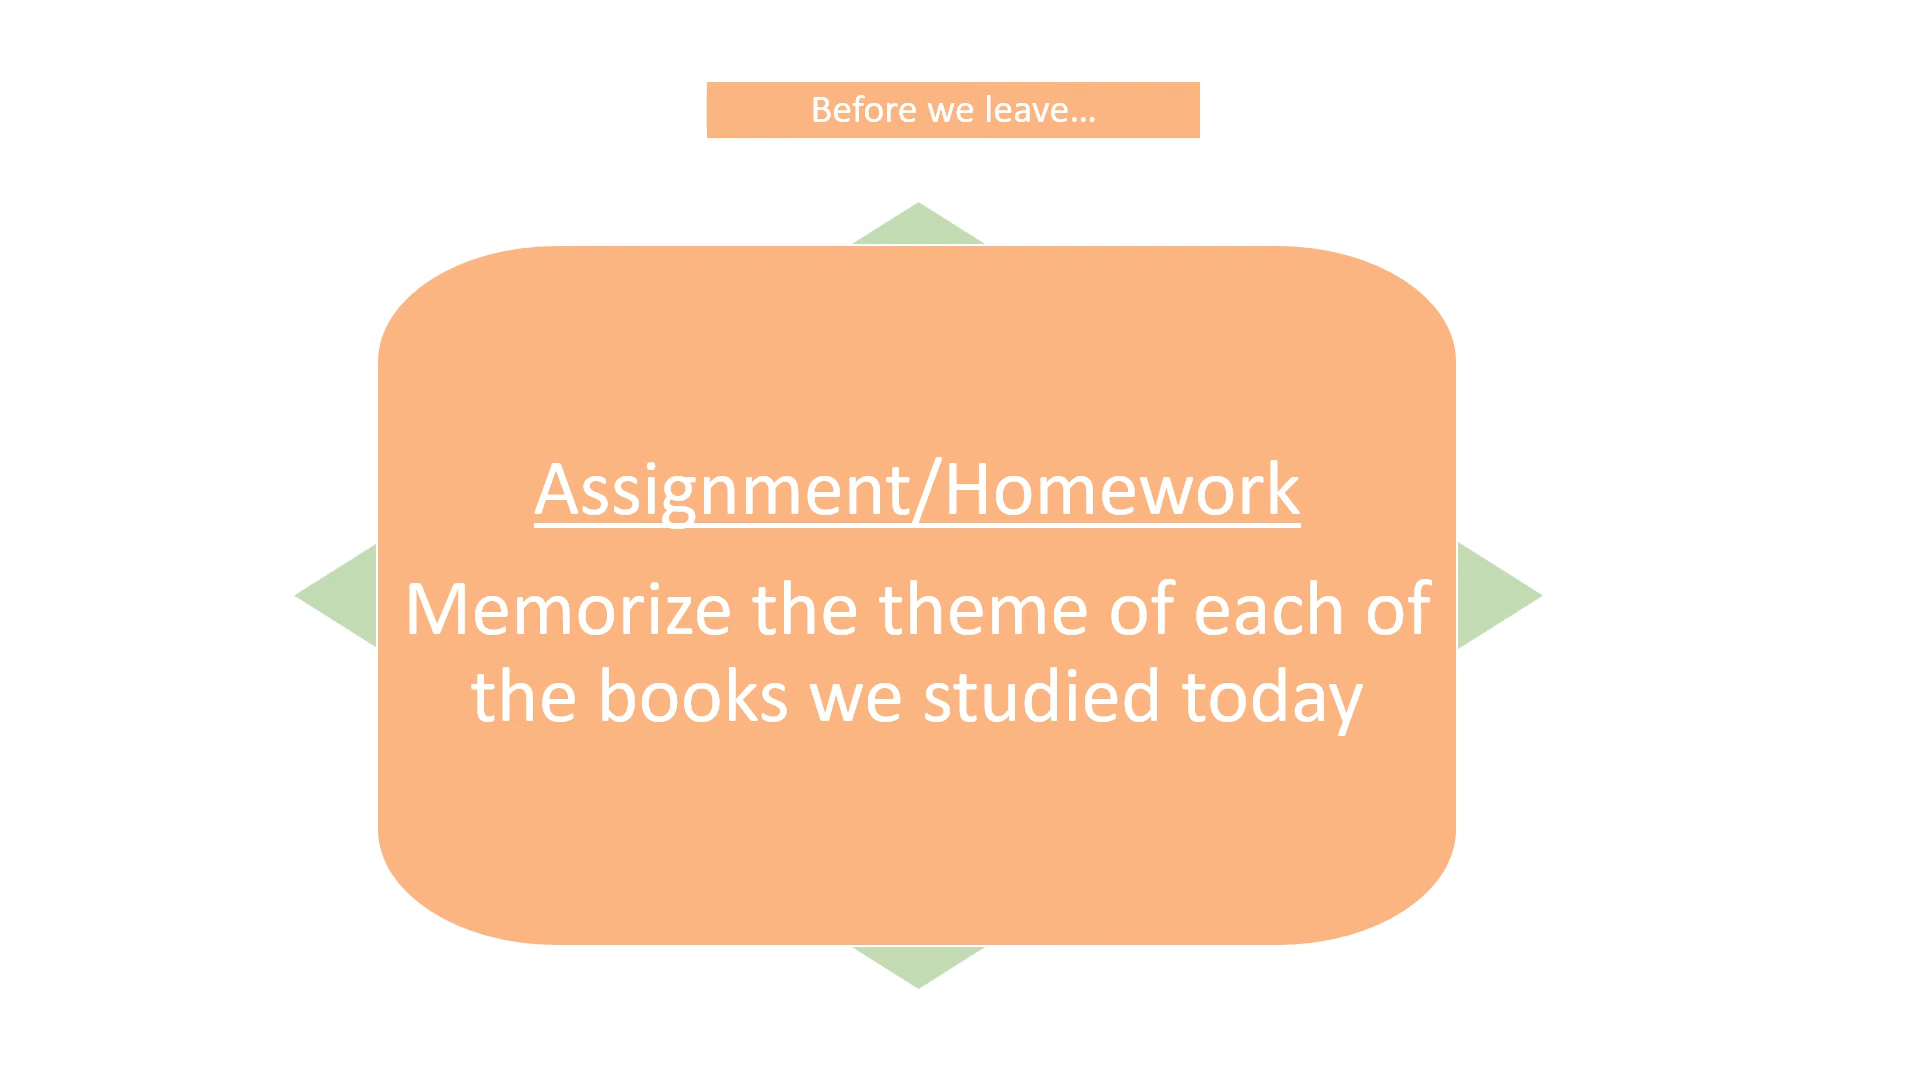 Before we leave...
Assignment/Homework
Memorize the theme of each of
the books we studied today